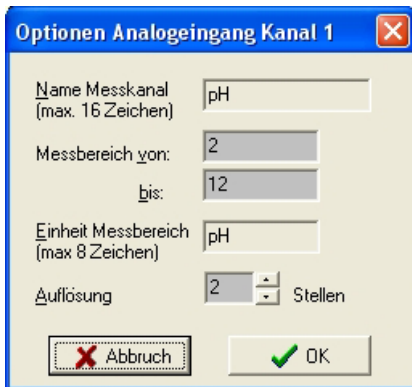 Optionen Analogeingang Kanal 1
Name Messkanal
(max. 16 Zeichen)
pH
Messbereich von:
2
bis:
12
Einheit Messbereich
(max 8 Zeichen)
pH
Auflösung
2
Stellen
Abbruch
OK